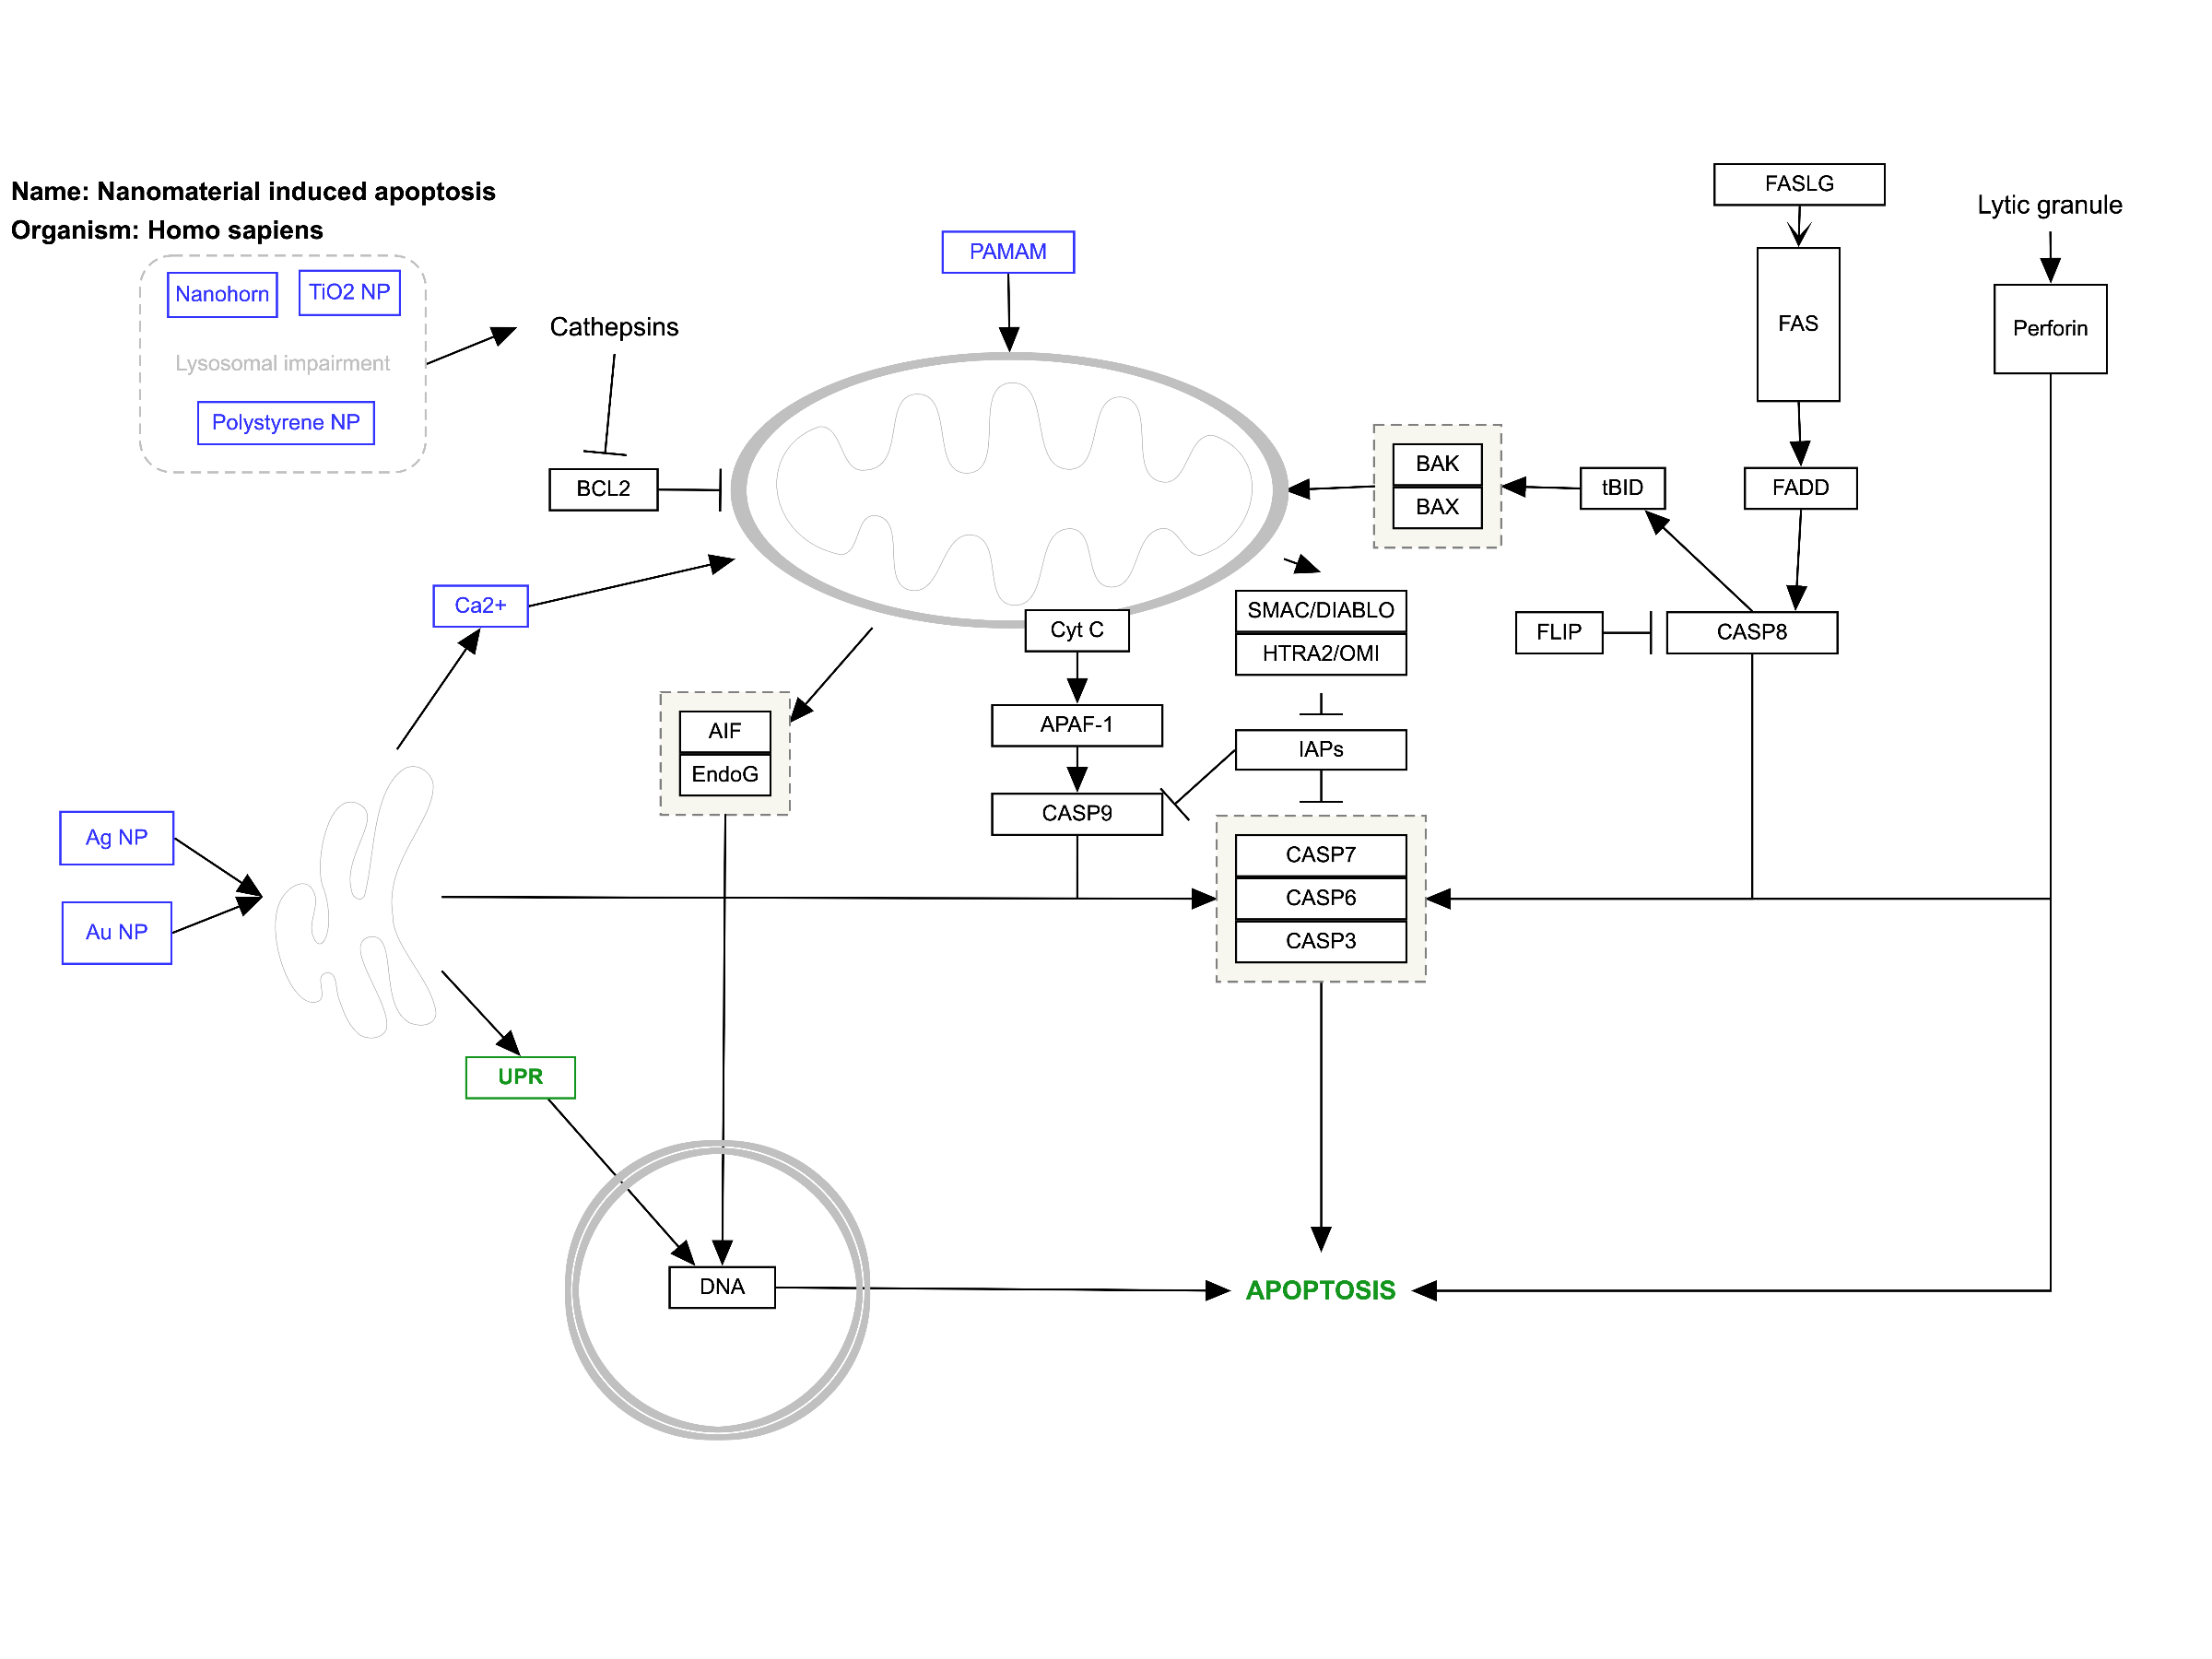 Name: Nanomaterial induced apoptosis
Organism: Homo sapiens
Nanohorn
TiO2 NP
Lysosomal impairment
Polystyrene NP
Cathepsins
BCL2
PAMAM
FASLG
Lytic granule
FAS
Perforin
BAK
BAX
tBID
FADD
Ca2+
Cyt C
SMAC/DIABLO
HTRA2/OMI
FLIP
CASP8
AIF
EndoG
APAF-1
IAPs
CASP9
Ag NP
Au NP
CASP7
CASP6
CASP3
UPR
DNA
APOPTOSIS